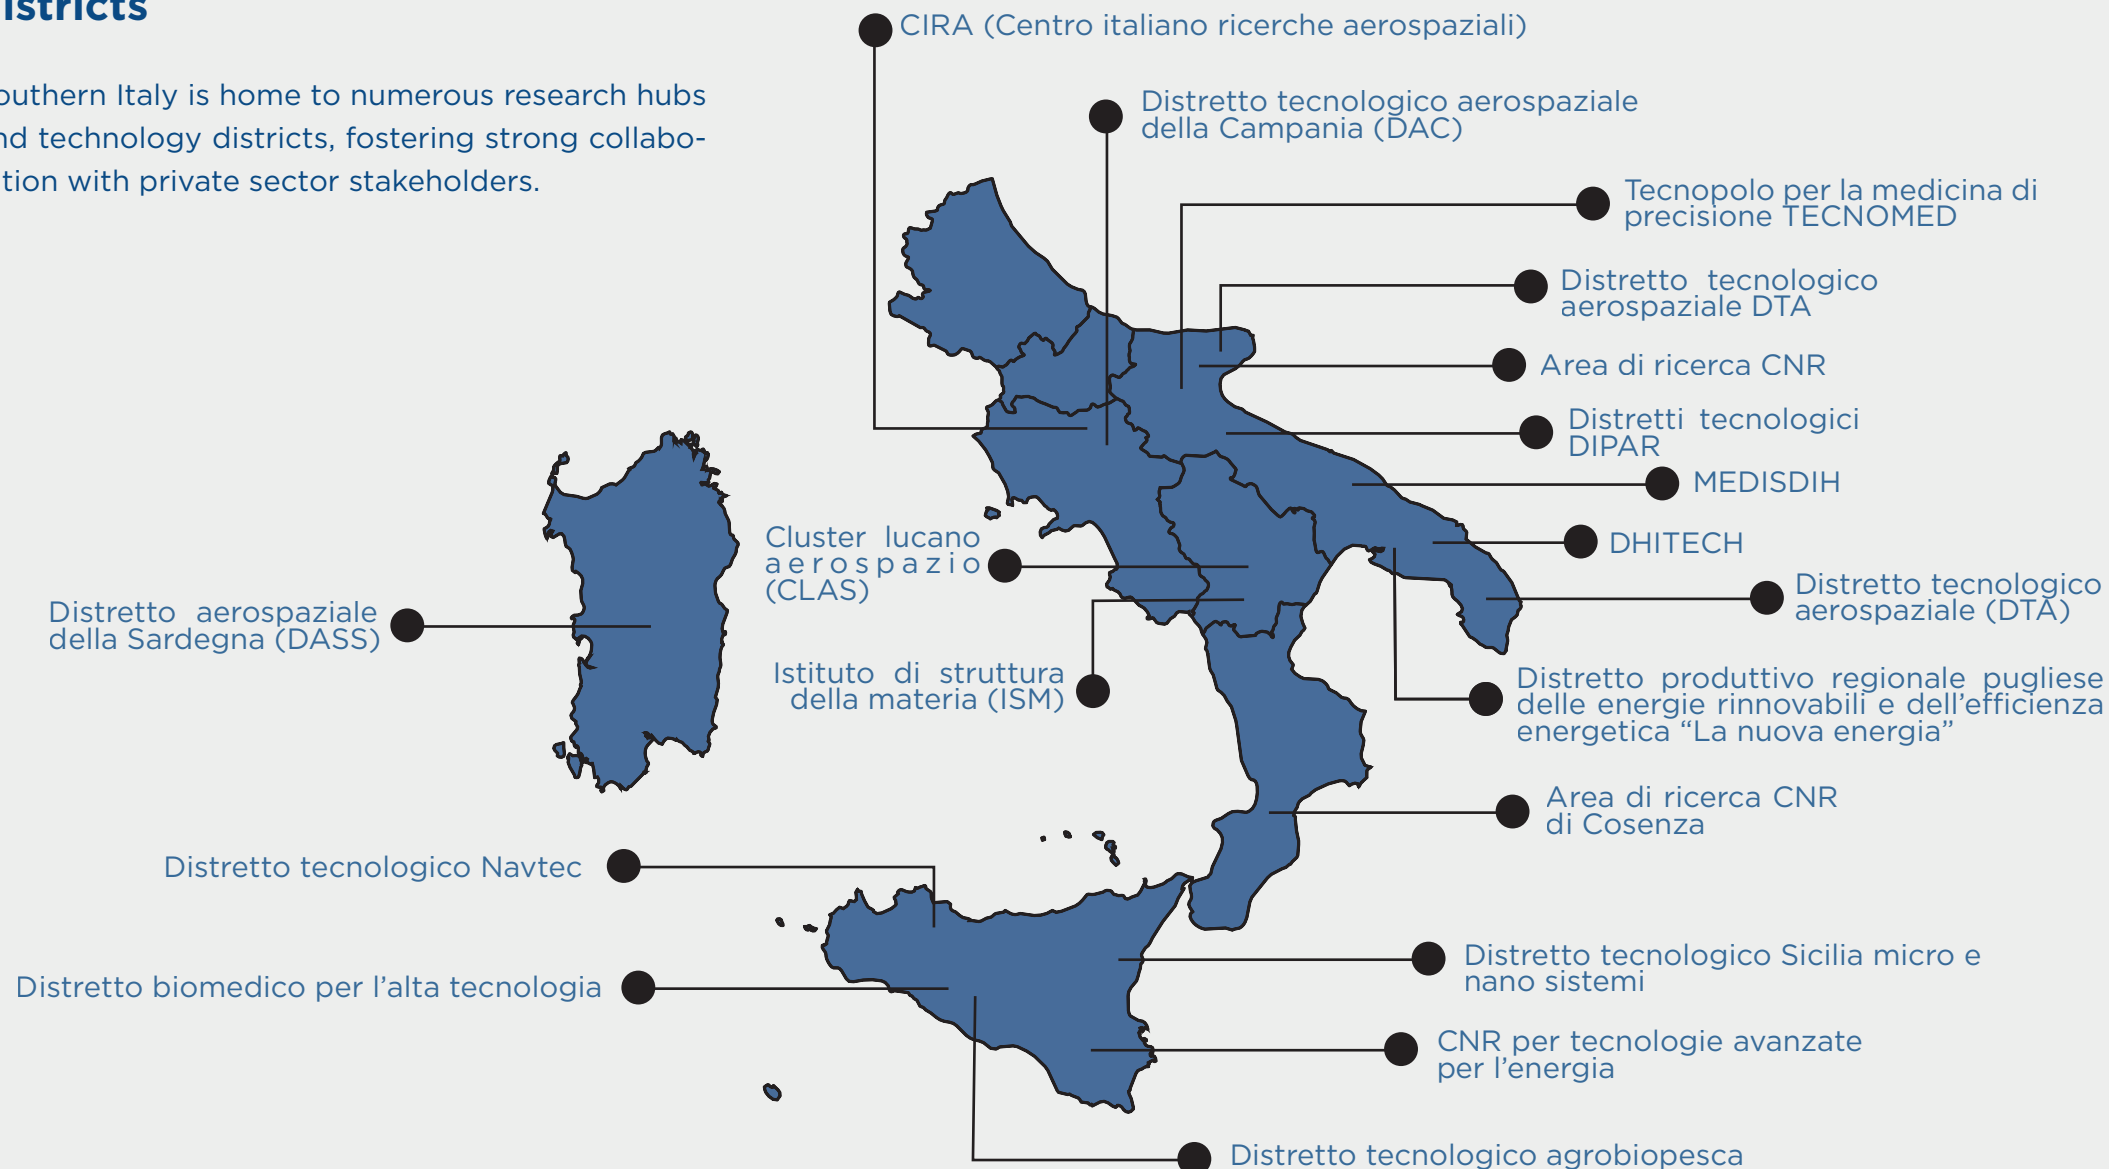 outhern Italy is home to numerous research hubs
technology districts, fostering strong collabo-
with private sector stakeholders.
CIRA (Centro italiano ricerche aerospaziali)
Distretto tecnologico aerospaziale
della Campania (DAC)
Tecnopolo per la medicina di
precisione TECNOMED
Distretto tecnologico
aerospaziale DTA
Area di ricerca CNR
Distretti tecnologici
DIPAR
MEDISDIH
DHITECH
Distretto tecnologico
aerospaziale (DTA)
Distretto produttivo regionale pugliese
delle energie rinnovabili e dell’efficienza
energetica “La nuova energia”
Cluster lucano
aerospazio
(CLAS)
Istituto di struttura
della materia (ISM)
Distretto aerospaziale
della Sardegna (DASS)
Area di ricerca CNR
di Cosenza
Distretto tecnologico Navtec
Distretto biomedico per l’alta tecnologia
Distretto tecnologico Sicilia micro e
nano sistemi
CNR per tecnologie avanzate
per l’energia
Distretto tecnologico agrobiopesca